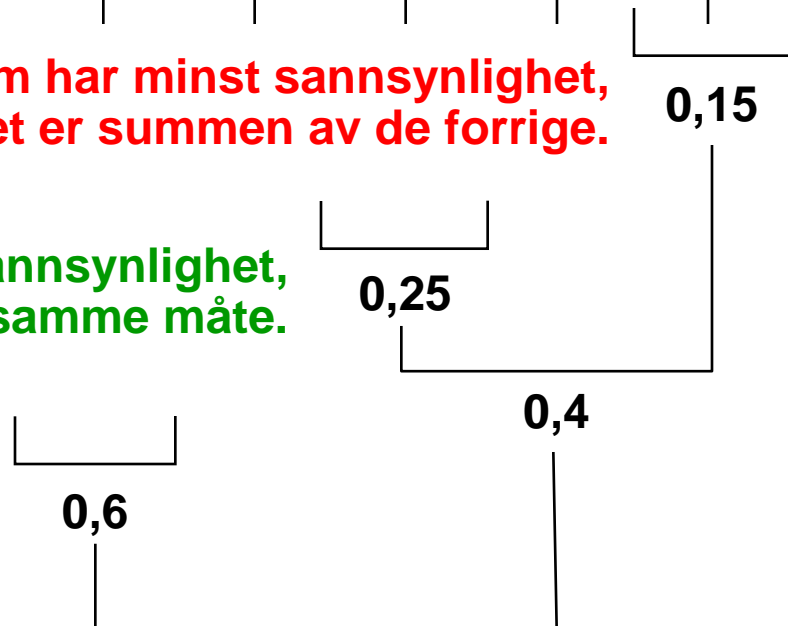 m har minst sannsynlighet,
et er summen av de forrige.
0,15
annsynlighet,
samme måte.
0,25
0,4
0,6